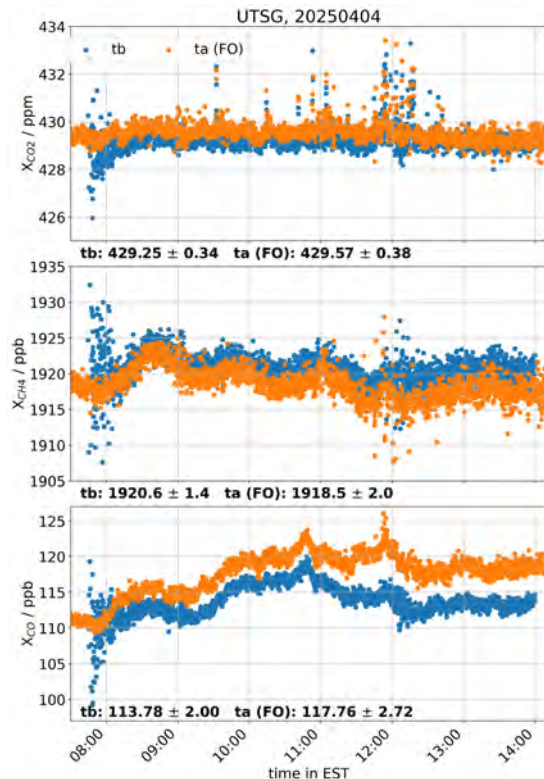 UTSG, 20250404
434
tb ta (FO)
432
430
428
426
X_CO2 / ppm
tb: 429.25 ± 0.34 ta (FO): 429.57 ± 0.38
1935
1930
1925
1920
1915
1910
1905
X_CH4 / ppb
tb: 1920.6 ± 1.4 ta (FO): 1918.5 ± 2.0
125
120
115
110
105
100
X_CO / ppb
tb: 113.78 ± 2.00 ta (FO): 117.76 ± 2.72
08:00 09:00 10:00 11:00 12:00 13:00 14:00
time in EST